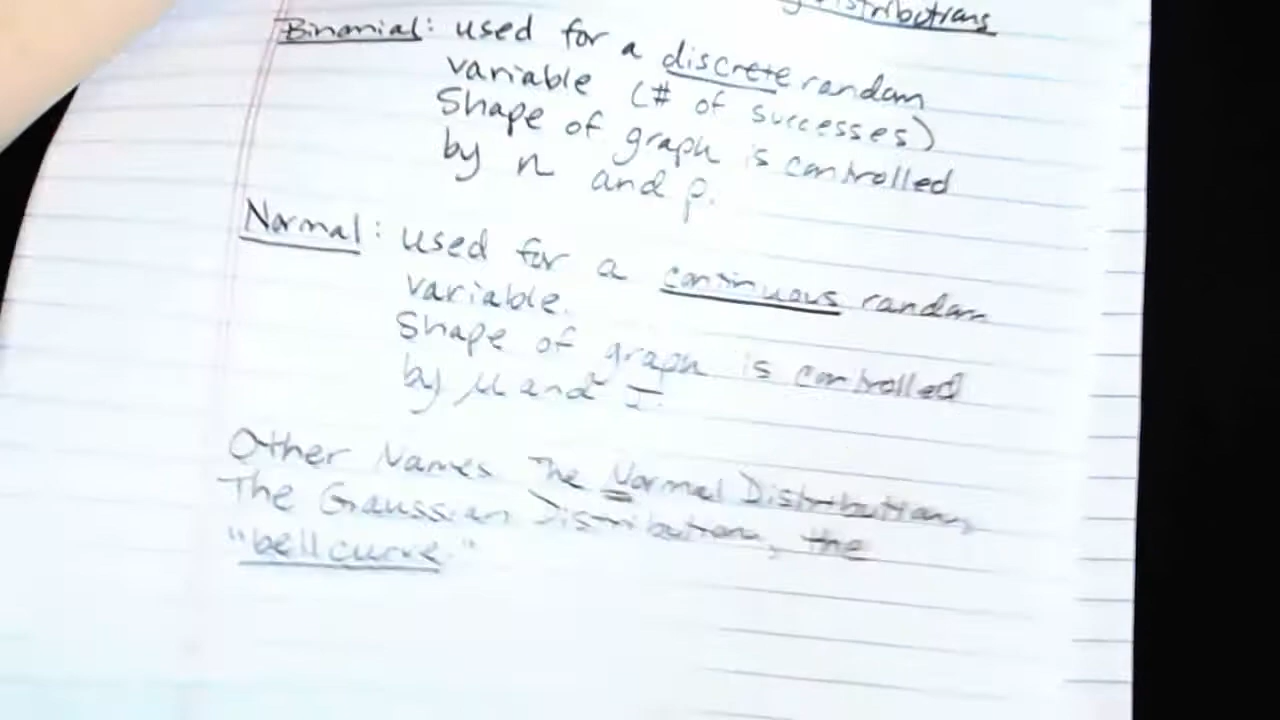 Distributions
Binomial: used for a discrete random
variable (# of successes)
Shape of graph is controlled
by n and p.
Normal: used for a continuous random
variable.
Shape of graph is controlled
by μ and
Other Names The Normal Distribution,
The Gaussian Distribution, the
"bell curve"